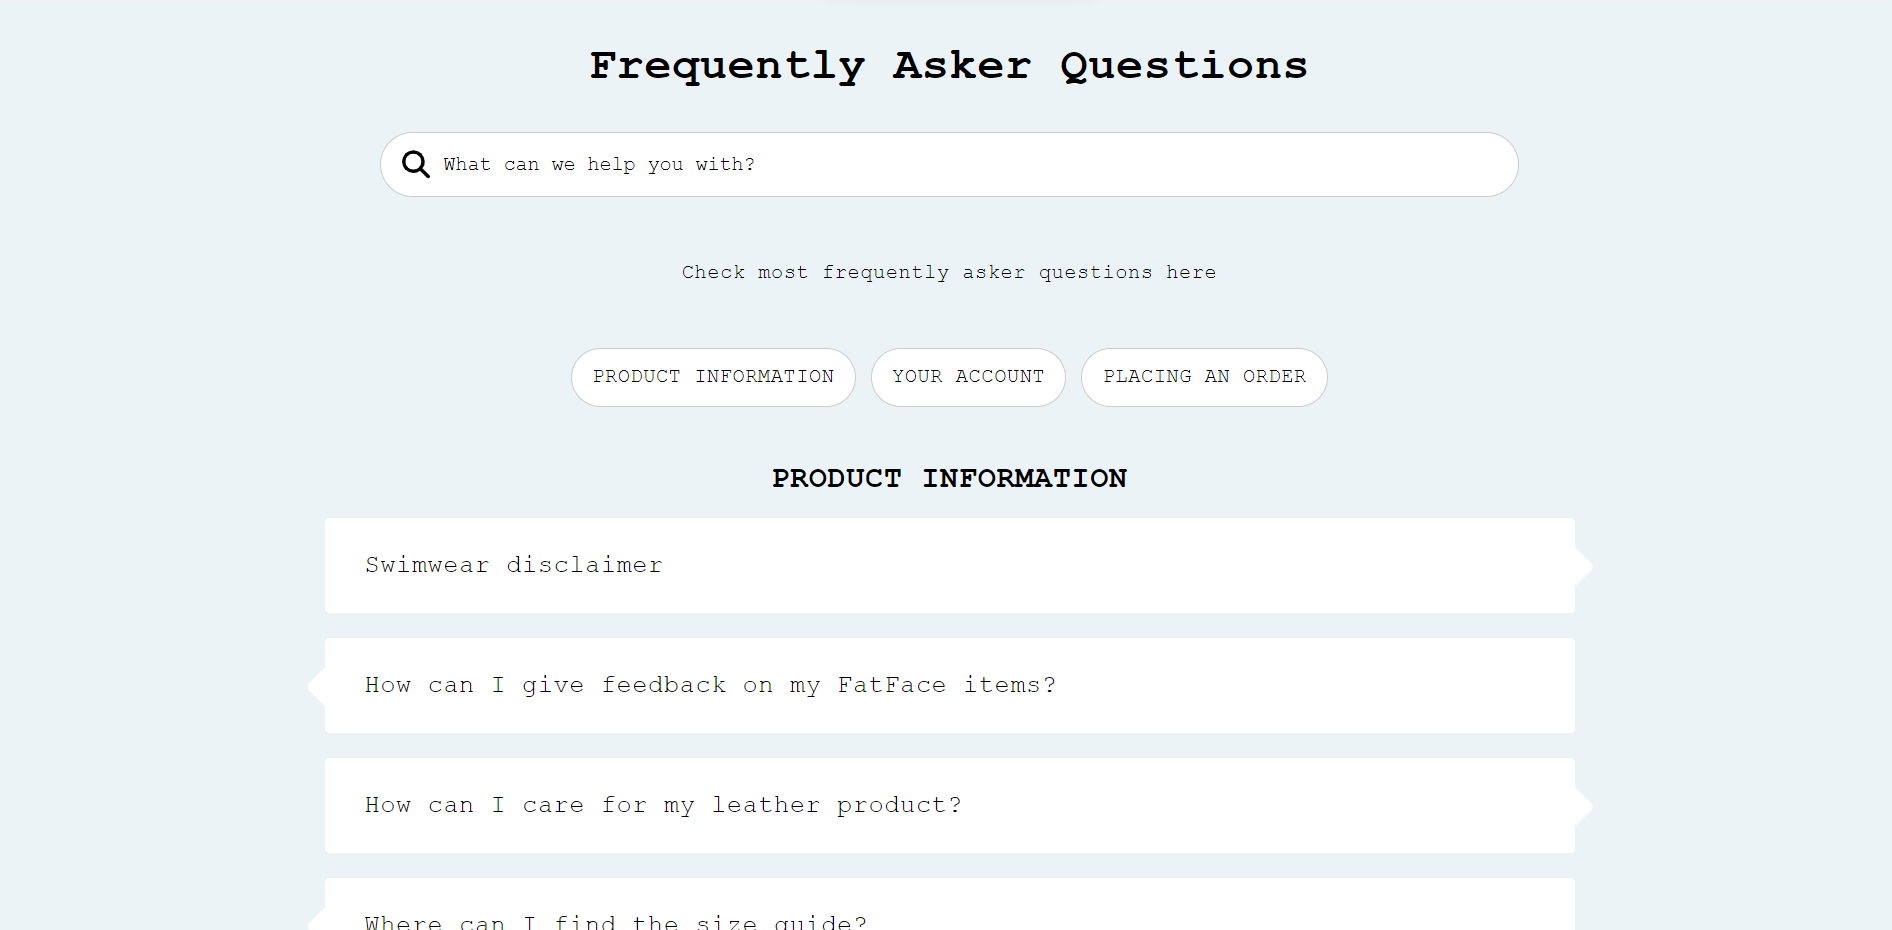 Frequently Asker Questions
What can we help you with?
Check most frequently asker questions here
PRODUCT INFORMATION
YOUR ACCOUNT
PLACING AN ORDER
PRODUCT INFORMATION
Swimwear disclaimer
How can I give feedback on my FatFace items?
How can I care for my leather product?
Where can I find the size guide?